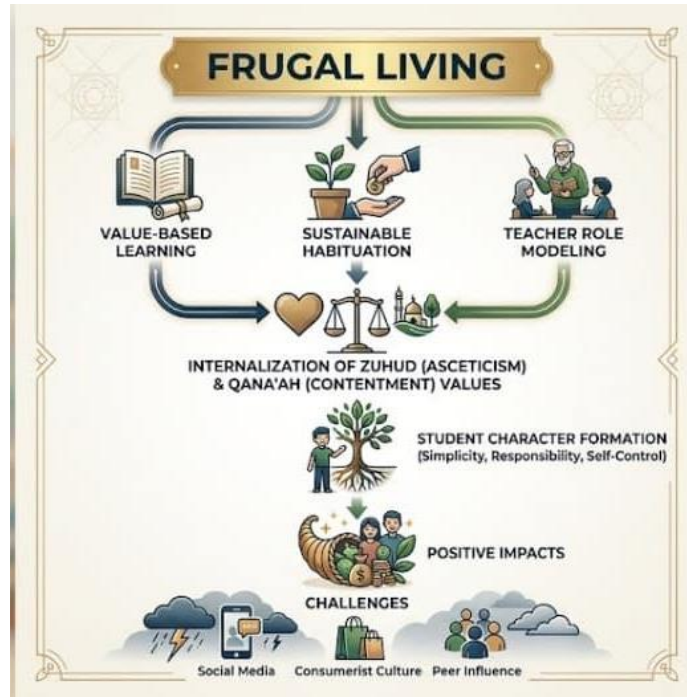 FRUGAL LIVING
VALUE-BASED
LEARNING
SUSTAINABLE
HABITUATION
TEACHER ROLE
MODELING
INTERNALIZATION OF ZUHUD (ASCETICISM)
& QANA'AH (CONTENTMENT) VALUES
STUDENT CHARACTER FORMATION
(Simplicity, Responsibility, Self-Control)
POSITIVE IMPACTS
CHALLENGES
Social Media
Consumerist Culture
Peer Influence